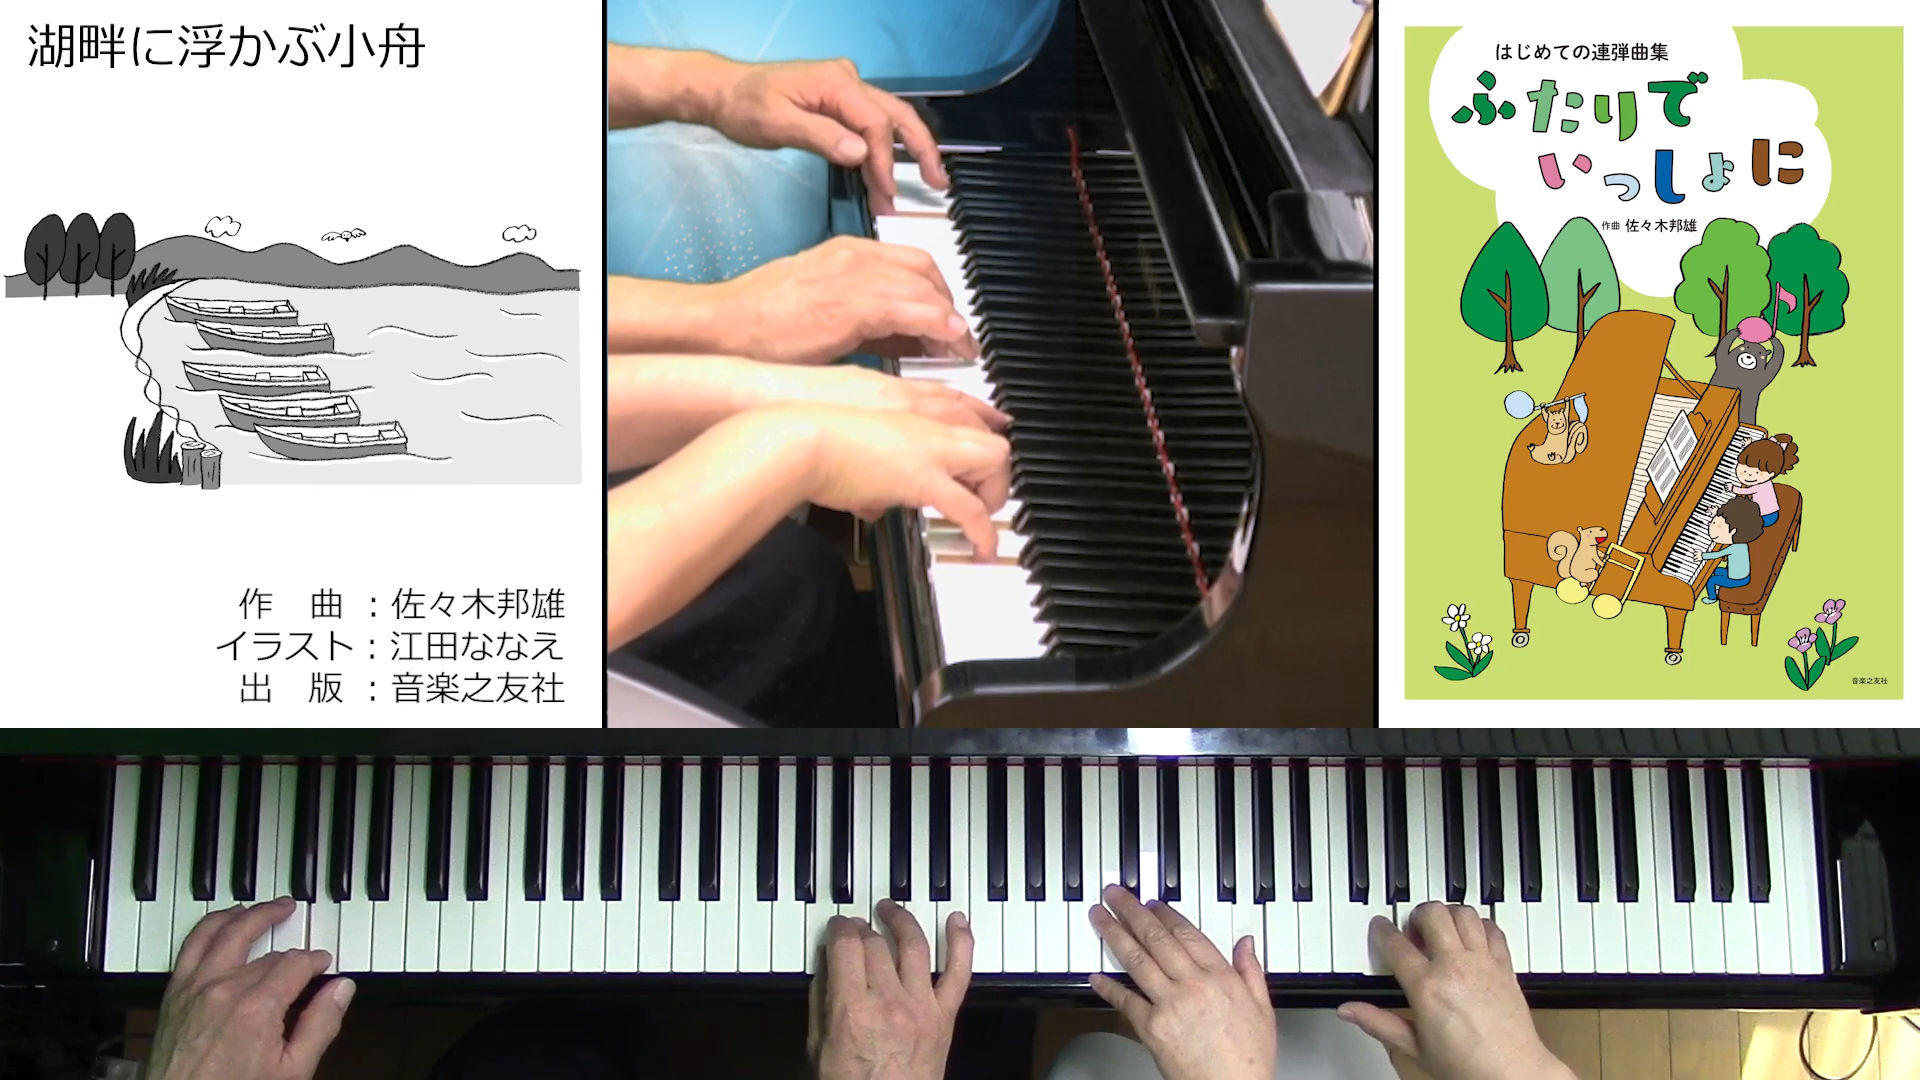 湖畔に浮かぶ小舟
作 曲 : 佐々木邦雄
イラスト : 江田ななえ
出 版 : 音楽之友社
はじめての連弾曲集
ふたりで
いっしょに
作曲 佐々木邦雄
音楽之友社